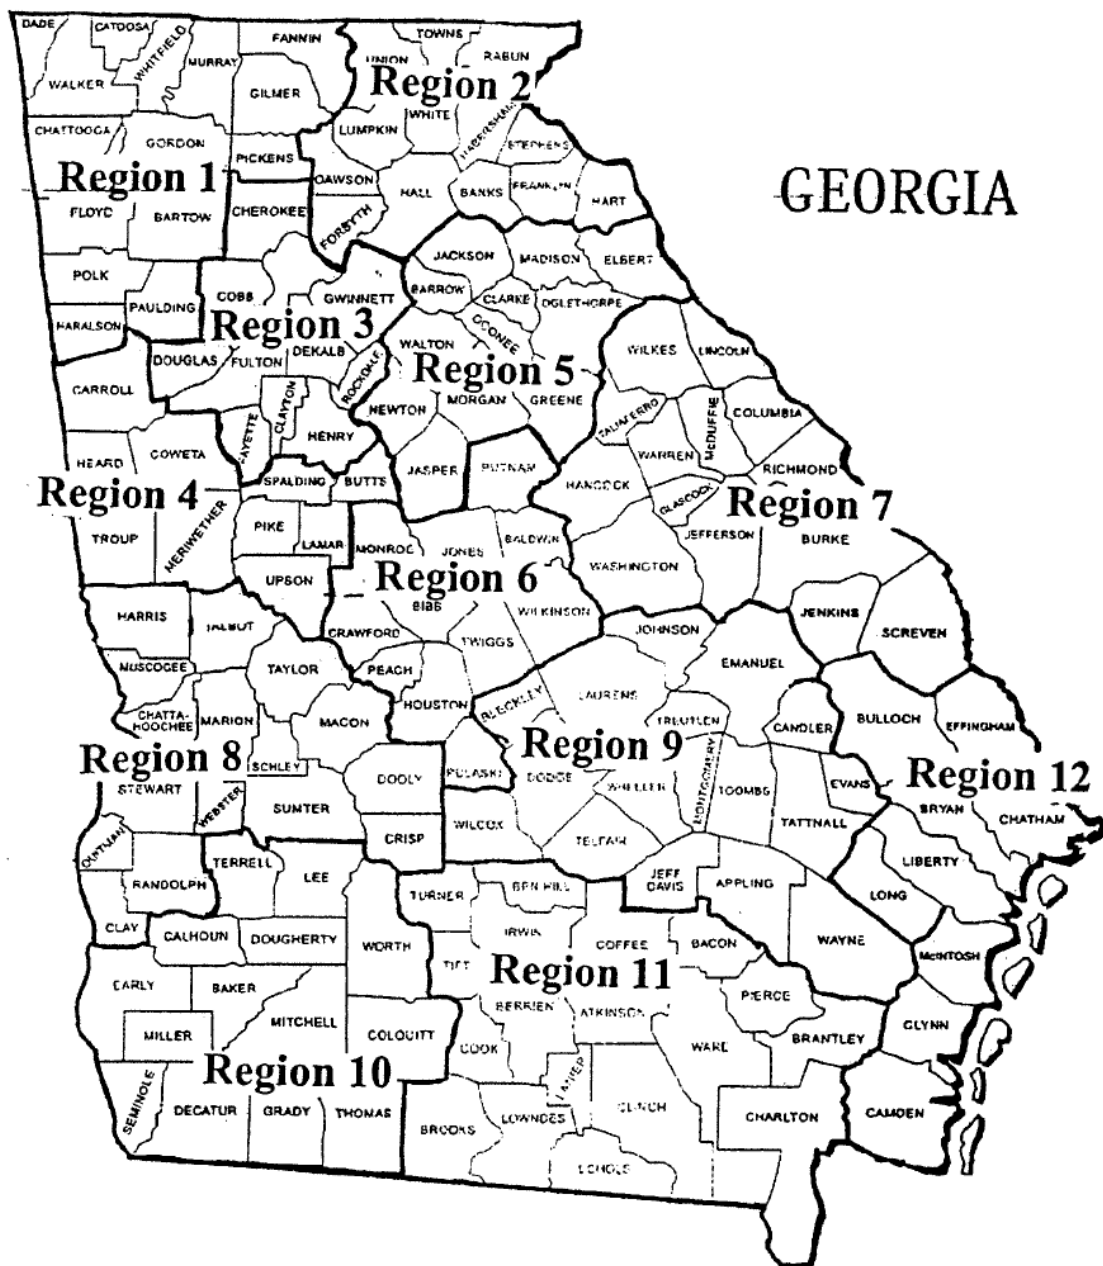 DADE
CATOOSA
WHITFIELD
MURRAY
FANNIN
TOWNS
UNION
RABUN
WALKER
GILMER
Region 2
WHITE
HABERSHAM
CHATTOOGA
GORDON
LUMPKIN
STEPHENS
PICKENS
GEORGIA
Region 1
DAWSON
HALL
BANKS
FRANKLIN
HART
FLOYD
BARTOW
CHEROKEE
FORSYTH
POLK
JACKSON
MADISON
ELBERT
PAULDING
COBB
GWINNETT
BARROW
CLARKE
OGLETHORPE
HARALSON
Region 3
OCONEE
WALTON
WILKES
LINCOLN
DOUGLAS
FULTON
DEKALB
ROCKDALE
Region 5
CARROLL
NEWTON
MORGAN
GREENE
TALIAFERRO
McDUFFIE
COLUMBIA
FAYETTE
CLAYTON
HENRY
HEARD
COWETA
WARREN
SPALDING
BUTTS
JASPER
PUTNAM
HANCOCK
GLASCOCK
RICHMOND
Region 4
Region 7
TROUP
MERIWETHER
PIKE
LAMAR
MONROE
JONES
BALDWIN
JEFFERSON
BURKE
UPSON
Region 6
WASHINGTON
HARRIS
TALBOT
BIBB
WILKINSON
JENKINS
CRAWFORD
TWIGGS
JOHNSON
SCREVEN
MUSCOGEE
TAYLOR
PEACH
EMANUEL
CHATTA-
HOOCHEE
MARION
MACON
HOUSTON
BLECKLEY
LAURENS
TREUTLEN
CANDLER
BULLOCH
EFFINGHAM
Region 8
Region 9
SCHLEY
DOOLY
PULASKI
DODGE
WHEELER
MONTGOMERY
TOOMBS
EVANS
Region 12
STEWART
WEBSTER
SUMTER
BRYAN
CHATHAM
QUITMAN
CRISP
WILCOX
TELFAIR
TATTNALL
TERRELL
LEE
LIBERTY
RANDOLPH
TURNER
BEN HILL
JEFF
DAVIS
APPLING
LONG
CLAY
CALHOUN
DOUGHERTY
WORTH
IRWIN
COFFEE
BACON
WAYNE
McINTOSH
TIFT
Region 11
EARLY
BAKER
BERRIEN
ATKINSON
PIERCE
MILLER
MITCHELL
COLQUITT
COOK
WARE
BRANTLEY
GLYNN
Region 10
SEMINOLE
DECATUR
GRADY
THOMAS
LANIER
BROOKS
LOWNDES
CLINCH
CHARLTON
CAMDEN
ECHOLS